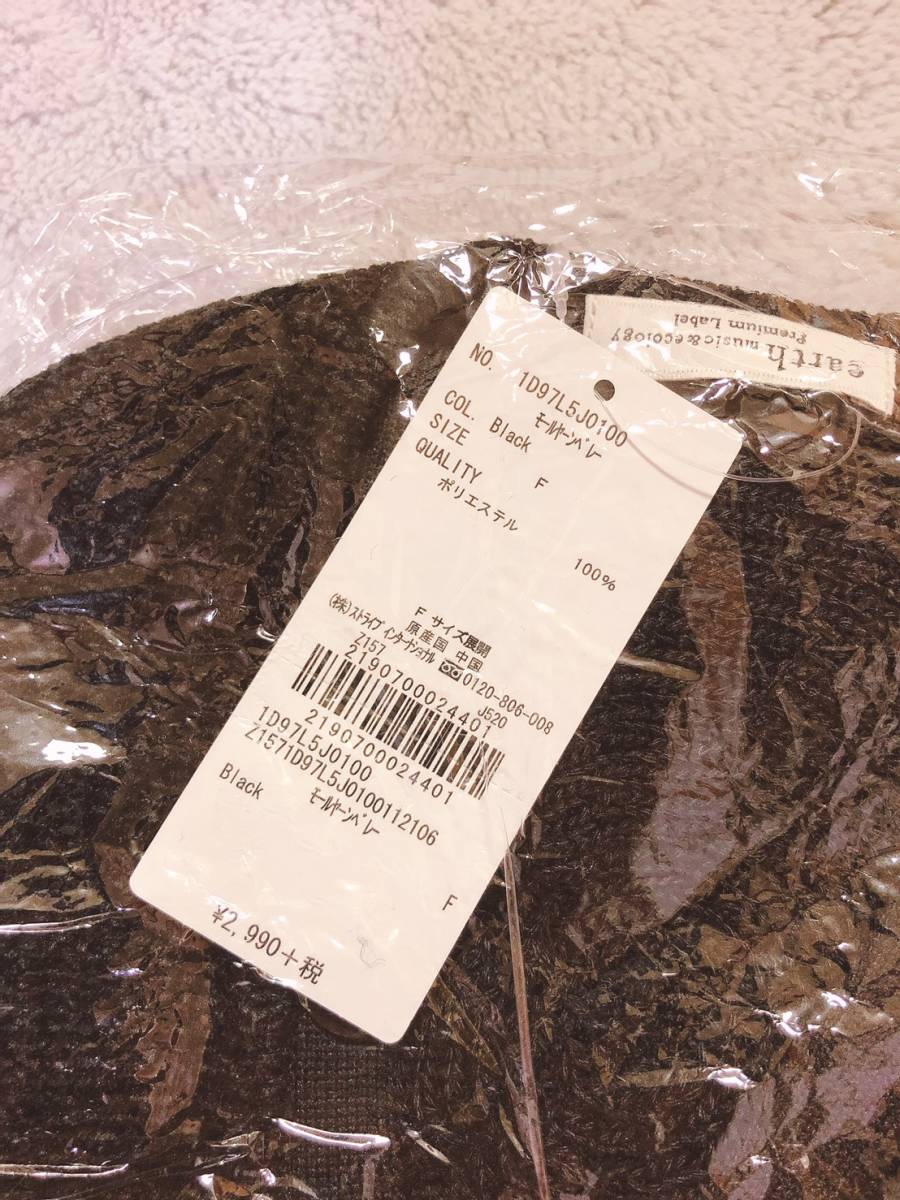 earth music&ecology
Premium Label
NO. 1D97L5J0100
モールヤーンベレー
COL. Black
SIZE F
QUALITY
ポリエステル 100%
Fサイズ展開
原産国 中国
(株)ストライプ インターナショナル 0120-806-008
Z157 J520
2190700024401
2190700024401
1D97L5J0100
Z1571D97L5J0100112106
モールヤーンベレー
Black F
¥2,990+税